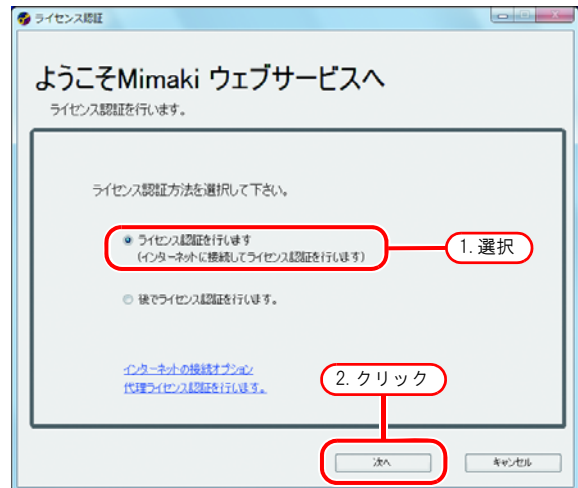 ライセンス認証
ようこそMimaki ウェブサービスへ
ライセンス認証を行います。
ライセンス認証方法を選択して下さい。
ライセンス認証を行います
(インターネットに接続してライセンス認証を行います)
1. 選択
後でライセンス認証を行います。
インターネットの接続オプション
代理ライセンス認証を行います。
2. クリック
次へ
キャンセル